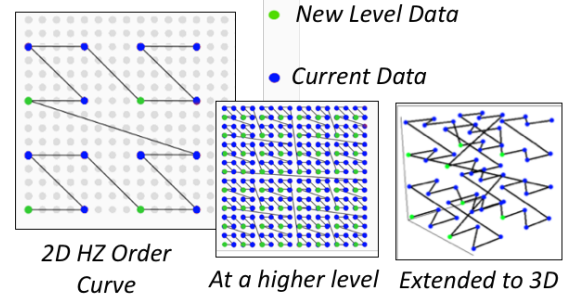 New Level Data
Current Data
2D HZ Order
Curve
At a higher level
Extended to 3D